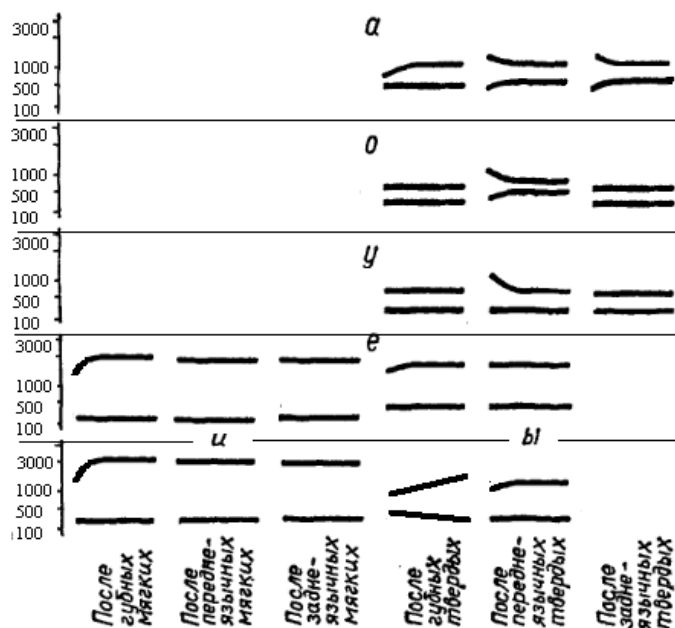 3000
1000
500
100
а
3000
1000
500
100
о
3000
1000
500
100
у
3000
1000
500
100
е
3000
1000
500
100
и
ы
После
губных
мягких
После
передне-
язычных
мягких
После
задне-
язычных
мягких
После
губных
твердых
После
передне-
язычных
твердых
После
задне-
язычных
твердых